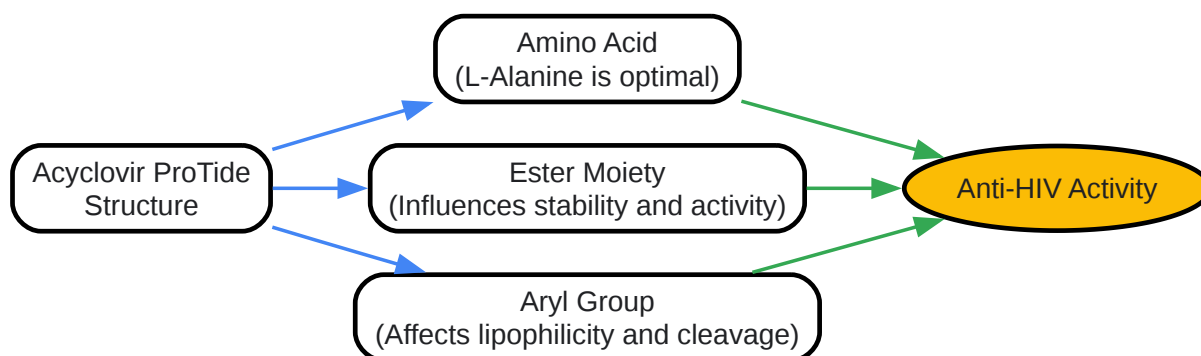 Amino Acid
(L-Alanine is optimal)
Acyclovir ProTide
Structure
Ester Moiety
(Influences stability and activity)
Anti-HIV Activity
Aryl Group
(Affects lipophilicity and cleavage)